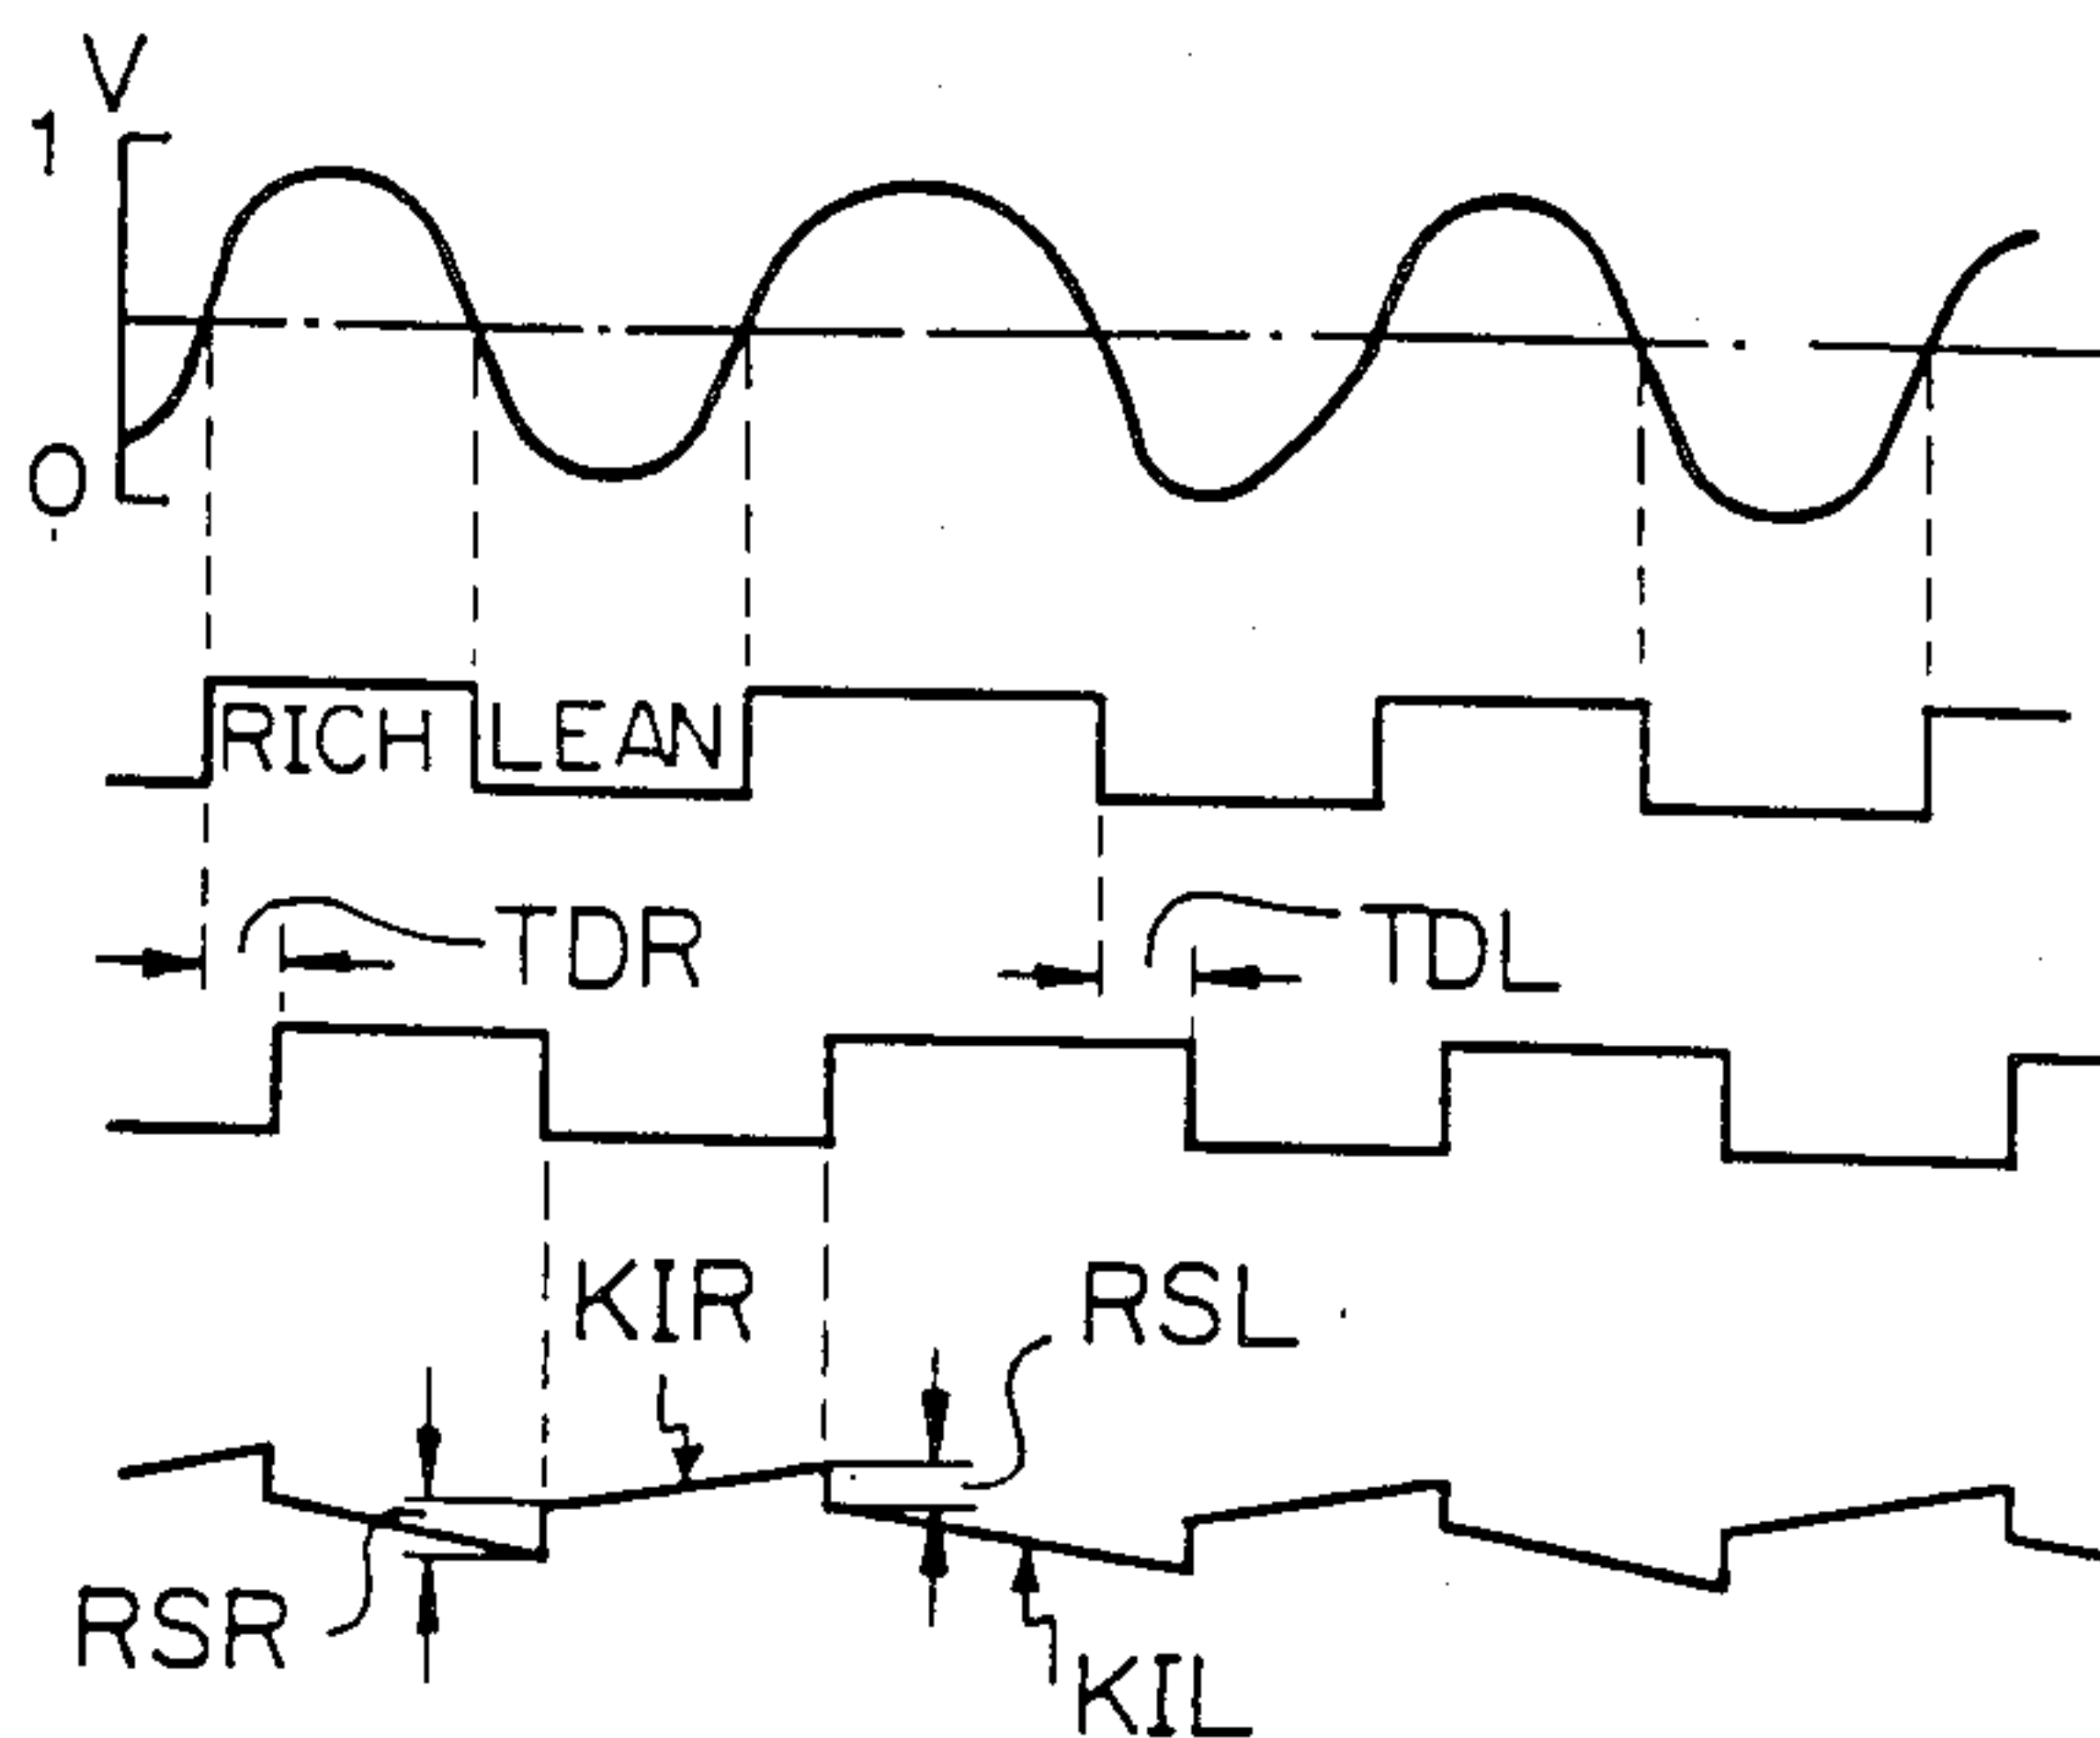 V
1
0
RICH LEAN
TDR TDL
KIR RSL
RSR
KIL